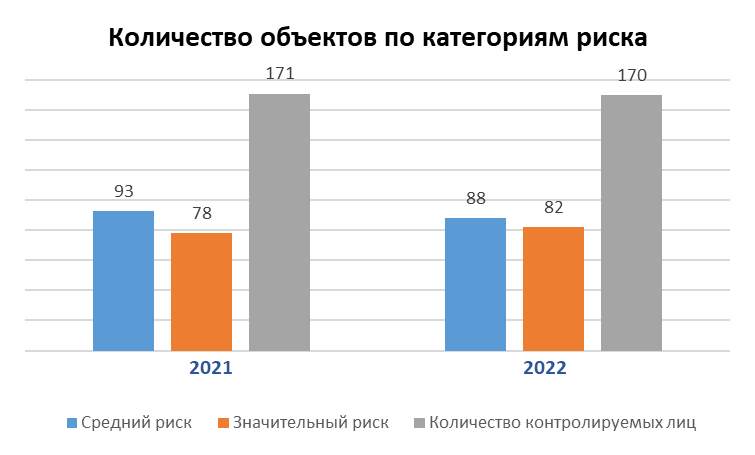 Количество объектов по категориям риска
171
170
93
78
88
82
2021
2022
Средний риск
Значительный риск
Количество контролируемых лиц